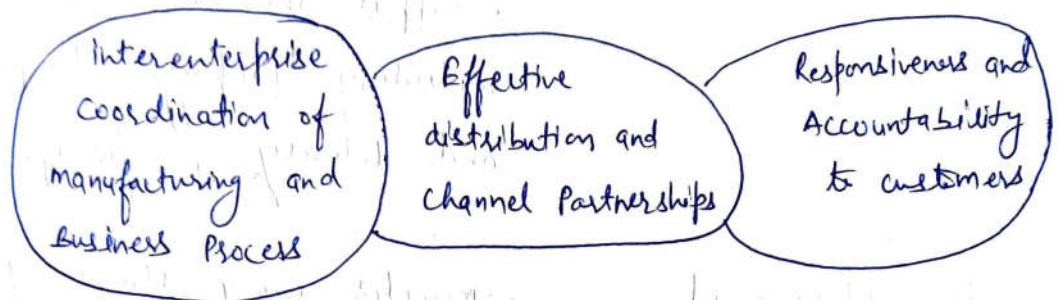 interenterprise
Coordination of
manufacturing and
Business Process
Effective
distribution and
Channel Partnerships
Responsiveness and
Accountability
to customers